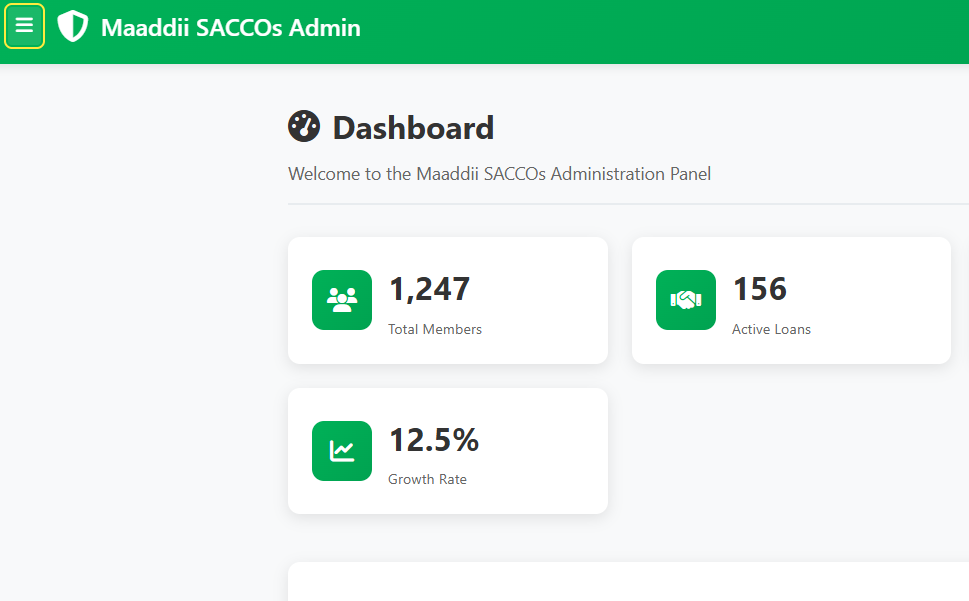 Maaddii SACCOs Admin
Dashboard
Welcome to the Maaddii SACCOs Administration Panel
1,247
Total Members
156
Active Loans
12.5%
Growth Rate